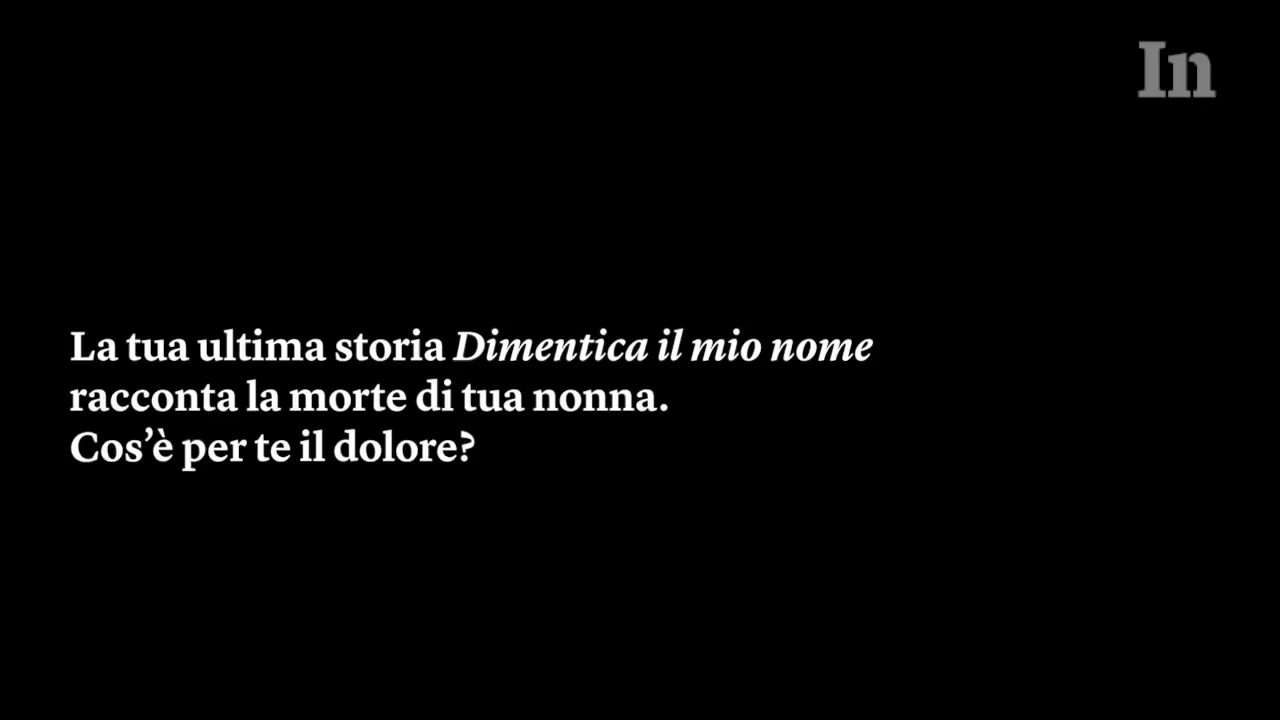 In
La tua ultima storia Dimentica il mio nome
racconta la morte di tua nonna.
Cos’è per te il dolore?